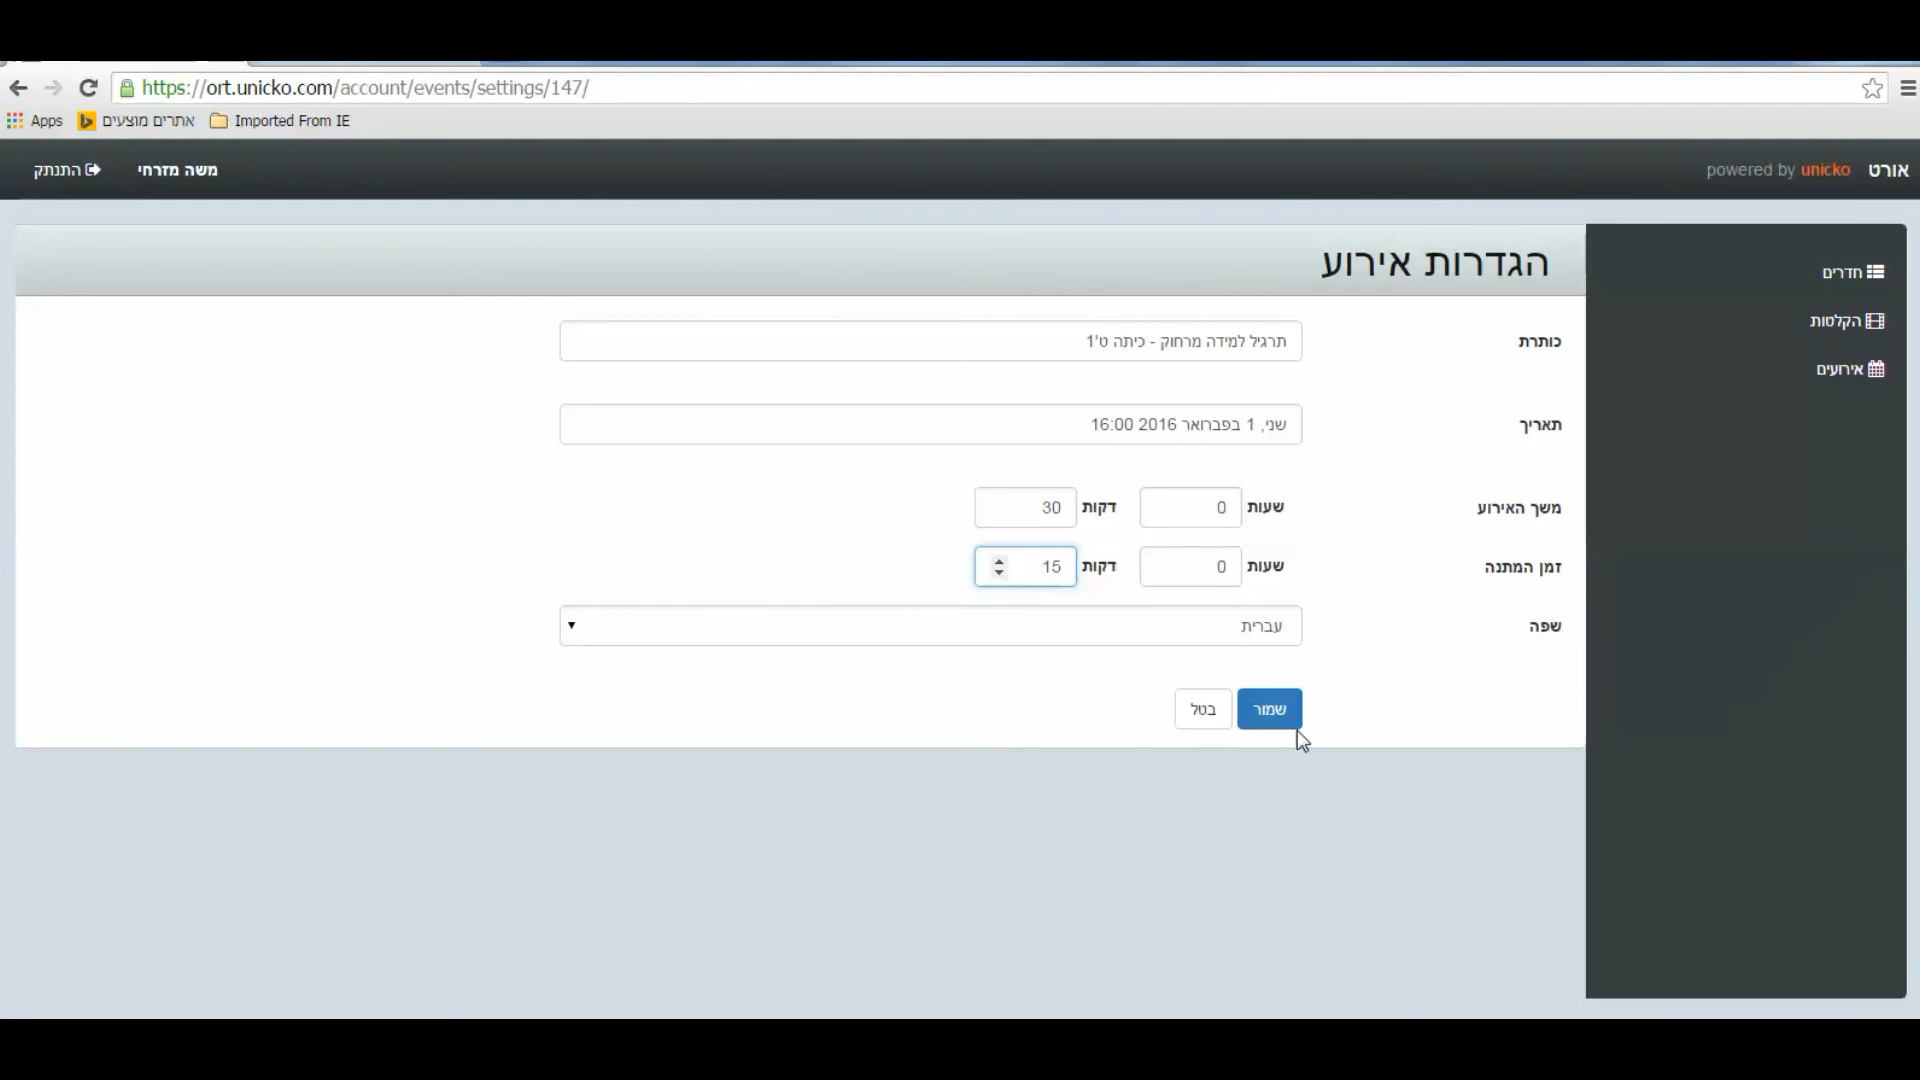 https://ort.unicko.com/account/events/settings/147/
Apps אתרים מוצעים Imported From IE
אורט powered by unicko משה מזרחי התנתק
חדרים
הקלטות
אירועים
הגדרות אירוע
כותרת תרגיל למידה מרחוק - כיתה ט'1
תאריך שני, 1 בפברואר 2016 16:00
משך האירוע שעות 0 דקות 30
זמן המתנה שעות 0 דקות 15
שפה עברית
שמור בטל